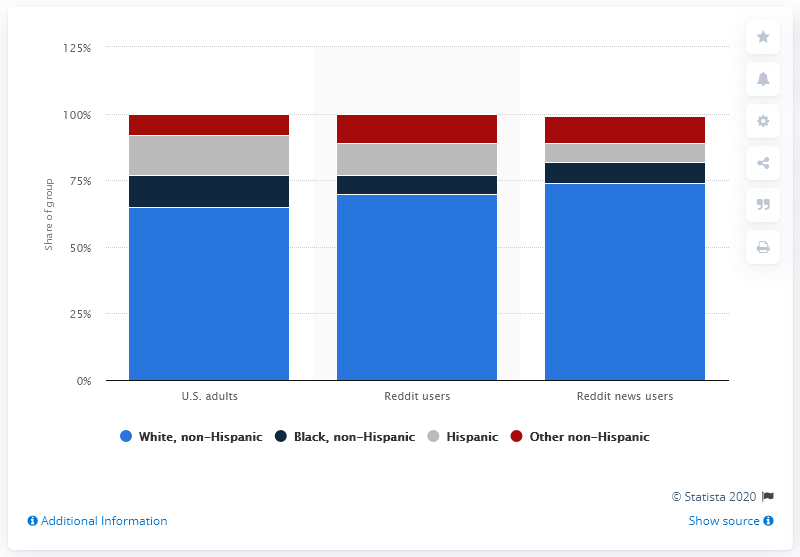 125%
100%
75%
50%
25%
0%
Share of group
U.S. adults Reddit users Reddit news users
White, non-Hispanic Black, non-Hispanic Hispanic Other non-Hispanic
© Statista 2020
Additional Information Show source